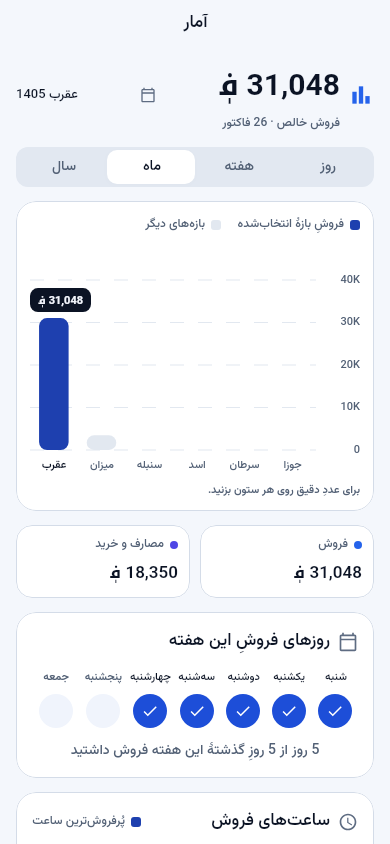 آمار
31,048 ؋
عقرب 1405
فروش خالص · 26 فاکتور
روز
هفته
ماه
سال
فروشِ بازهٔ انتخاب‌شده
بازه‌های دیگر
40K
30K
20K
10K
0
31,048 ؋
جوزا
سرطان
اسد
سنبله
میزان
عقرب
برای عددِ دقیق روی هر ستون بزنید.
فروش
31,048 ؋
مصارف و خرید
18,350 ؋
روزهای فروشِ این هفته
شنبه
یکشنبه
دوشنبه
سه‌شنبه
چهارشنبه
پنجشنبه
جمعه
5 روز از 5 روزِ گذشتهٔ این هفته فروش داشتید
ساعت‌های فروش
پُرفروش‌ترین ساعت